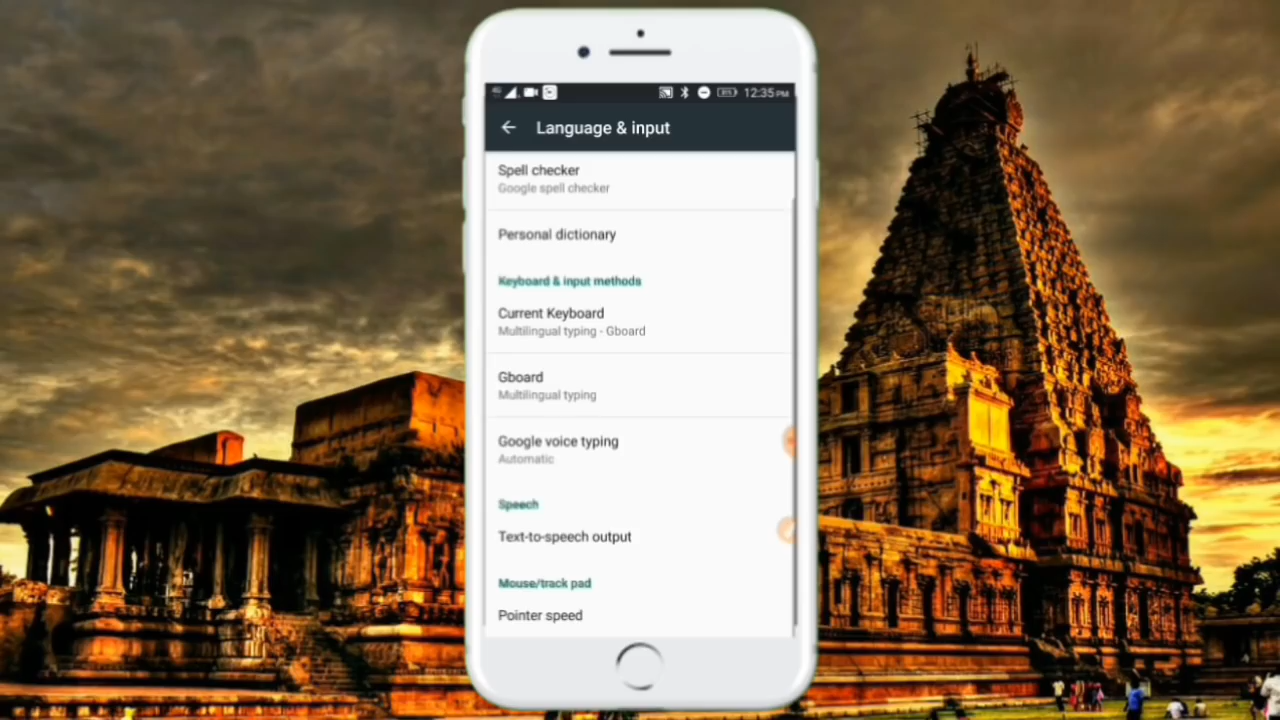 12:35 PM
Language & input
Spell checker
Google spell checker
Personal dictionary
Keyboard & input methods
Current Keyboard
Multilingual typing - Gboard
Gboard
Multilingual typing
Google voice typing
Automatic
Speech
Text-to-speech output
Mouse/track pad
Pointer speed